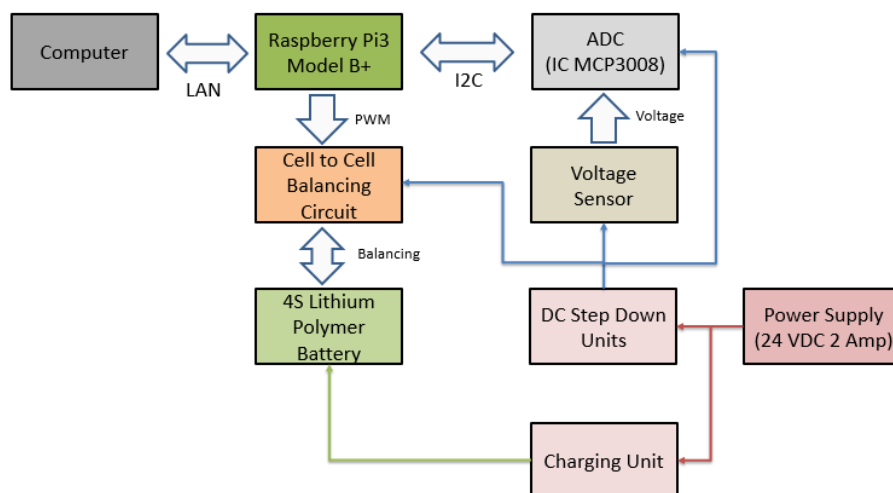 Computer
LAN
Raspberry Pi3
Model B+
I2C
ADC
(IC MCP3008)
PWM
Voltage
Cell to Cell
Balancing
Circuit
Voltage
Sensor
Balancing
4S Lithium
Polymer
Battery
DC Step Down
Units
Power Supply
(24 VDC 2 Amp)
Charging Unit